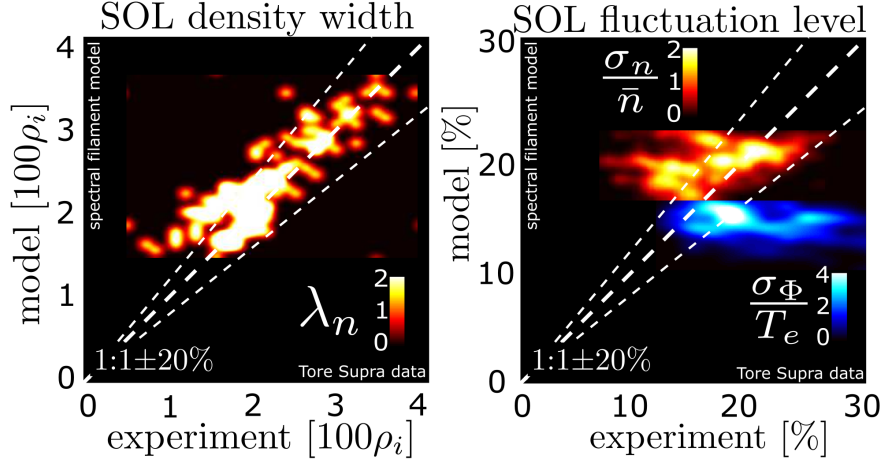 SOL density width
4
3
2
1
0
model [100ρᵢ]
spectral filament model
λₙ
2
1
0
1:1±20%
Tore Supra data
0 1 2 3 4
experiment [100ρᵢ]
SOL fluctuation level
30
20
10
0
model [%]
spectral filament model
σₙ
n̄
2
1
0
σ_Φ
Tₑ
4
2
0
1:1±20%
Tore Supra data
0 10 20 30
experiment [%]